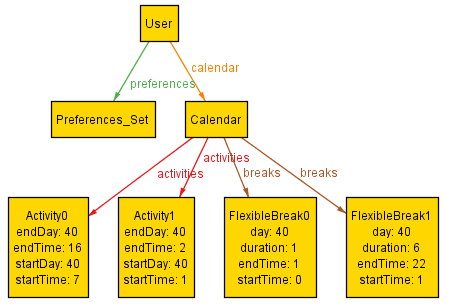 User
preferences
calendar
Preferences_Set
Calendar
activities
activities
breaks
breaks
Activity0
endDay: 40
endTime: 16
startDay: 40
startTime: 7
Activity1
endDay: 40
endTime: 2
startDay: 40
startTime: 1
FlexibleBreak0
day: 40
duration: 1
endTime: 1
startTime: 0
FlexibleBreak1
day: 40
duration: 6
endTime: 22
startTime: 1